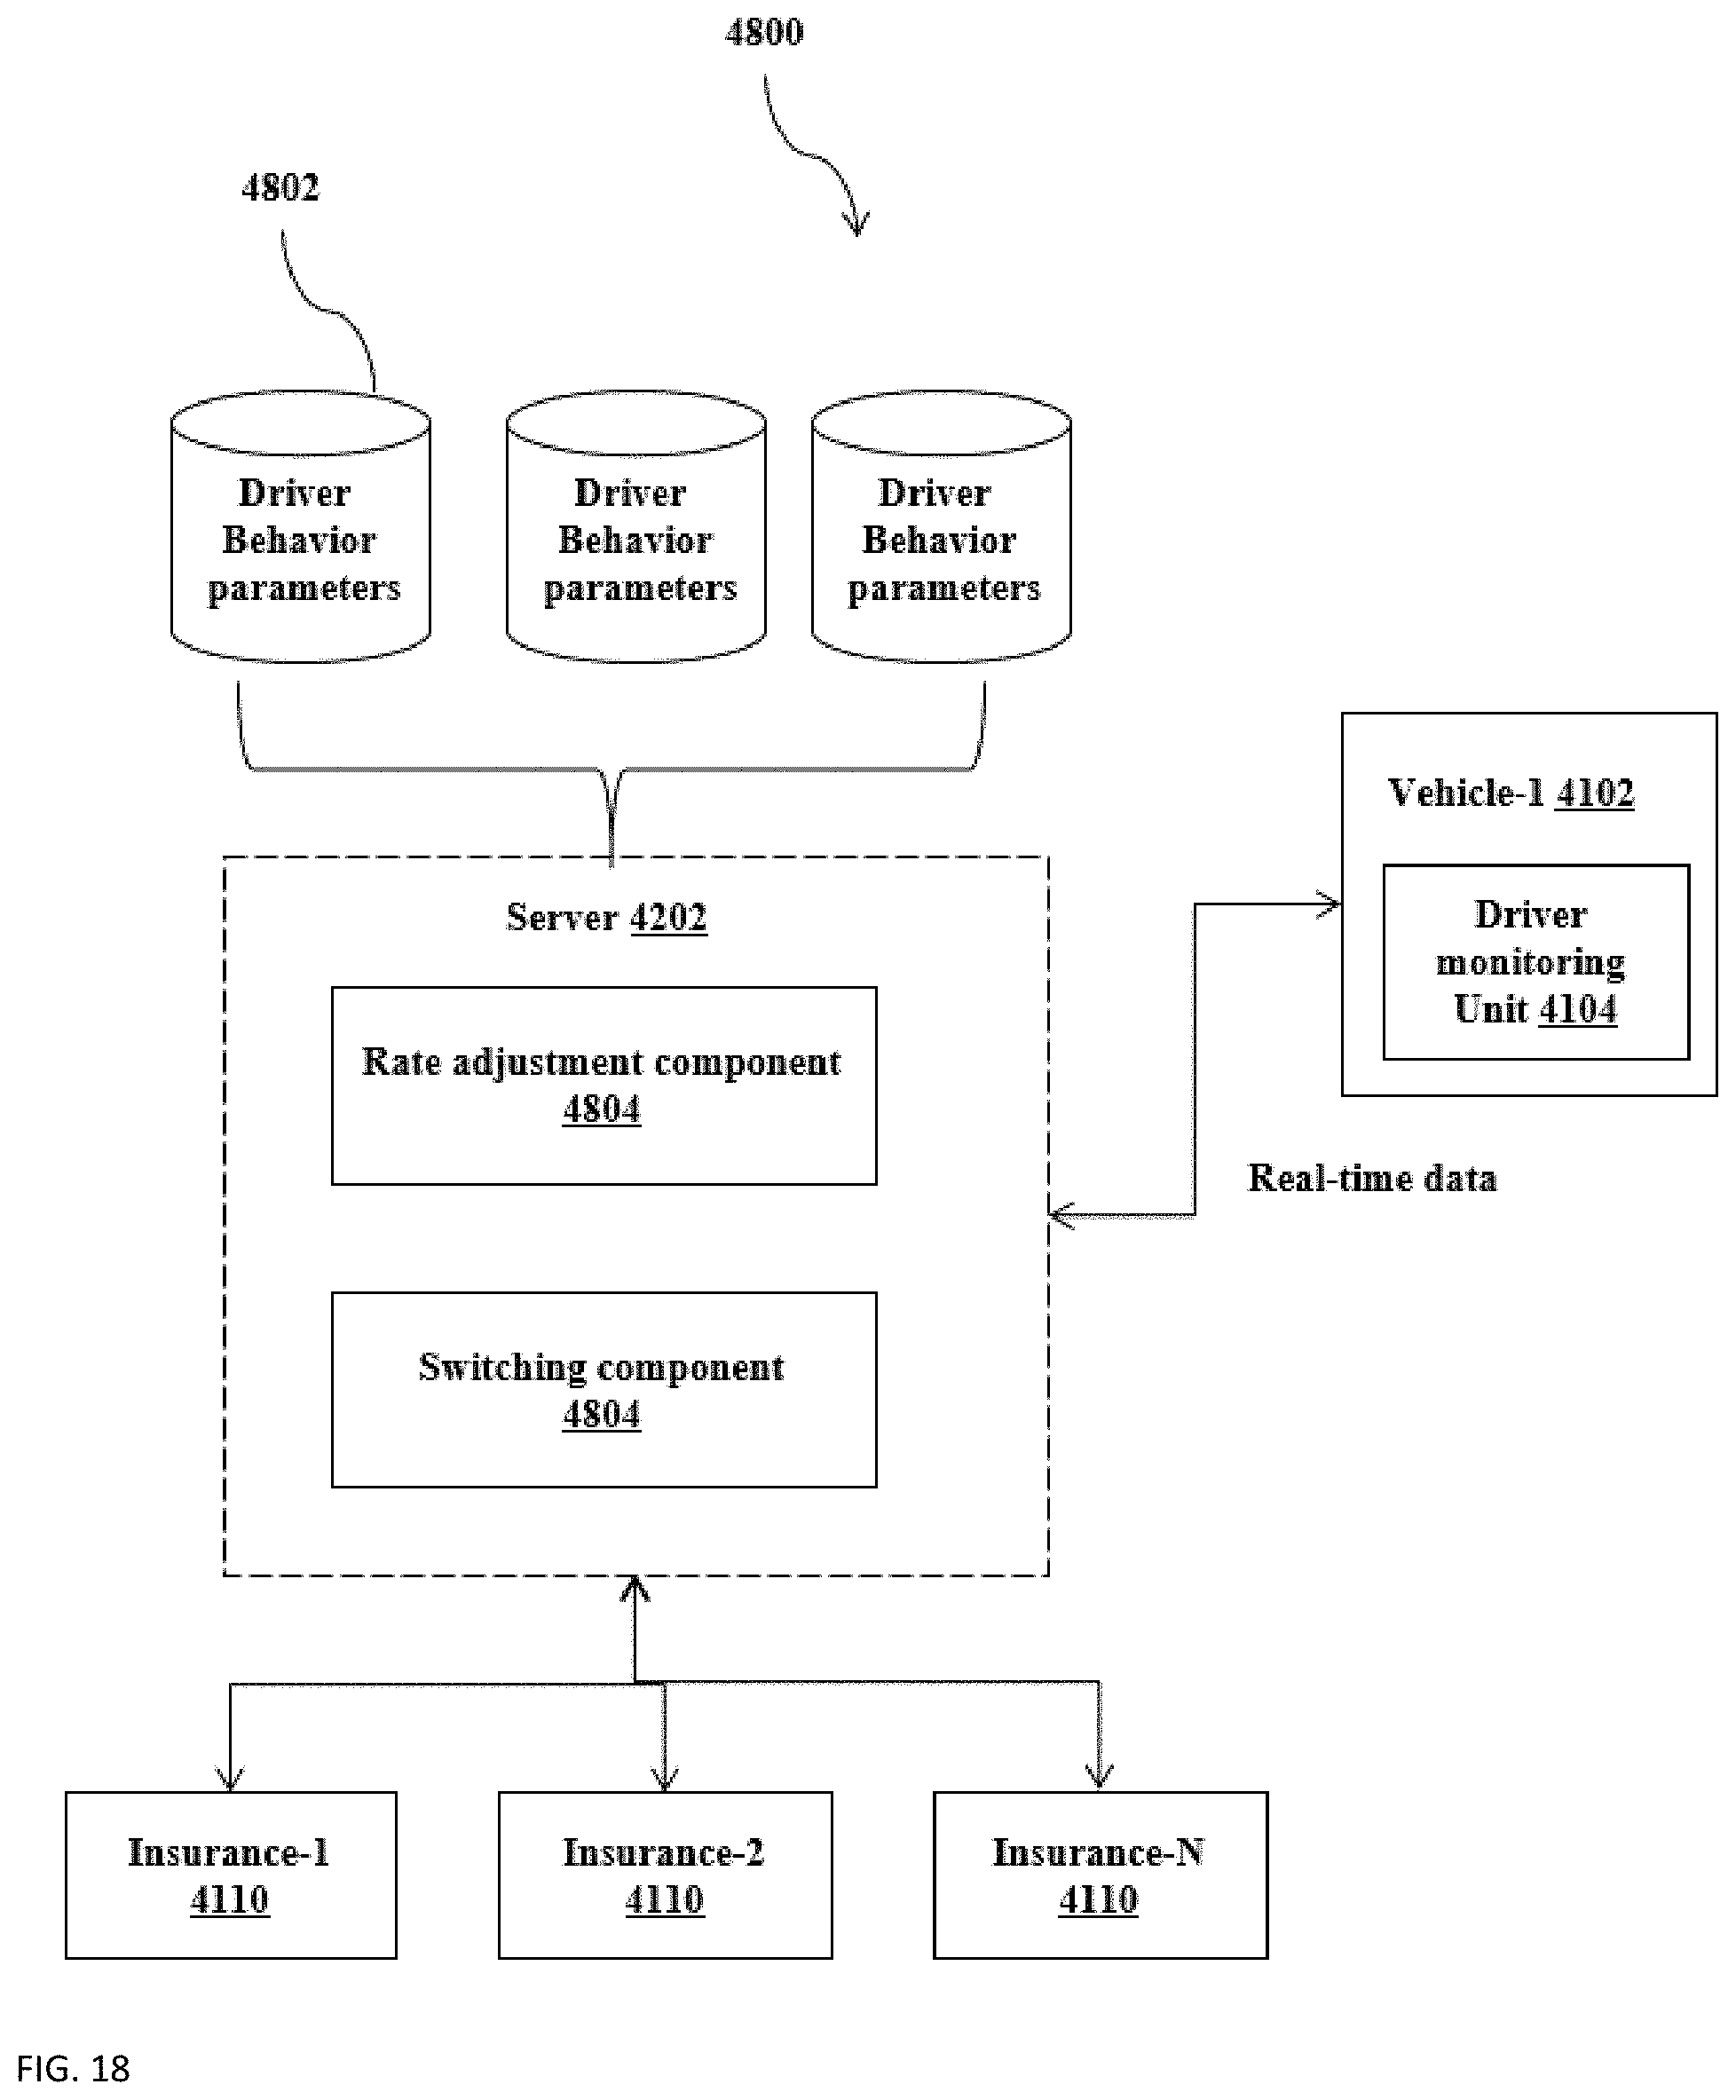 4800
4802
Driver
Behavior
parameters
Driver
Behavior
parameters
Driver
Behavior
parameters
Vehicle-1 4102
Driver
monitoring
Unit 4104
Server 4202
Rate adjustment component
4804
Real-time data
Switching component
4804
Insurance-1
4110
Insurance-2
4110
Insurance-N
4110
FIG. 18